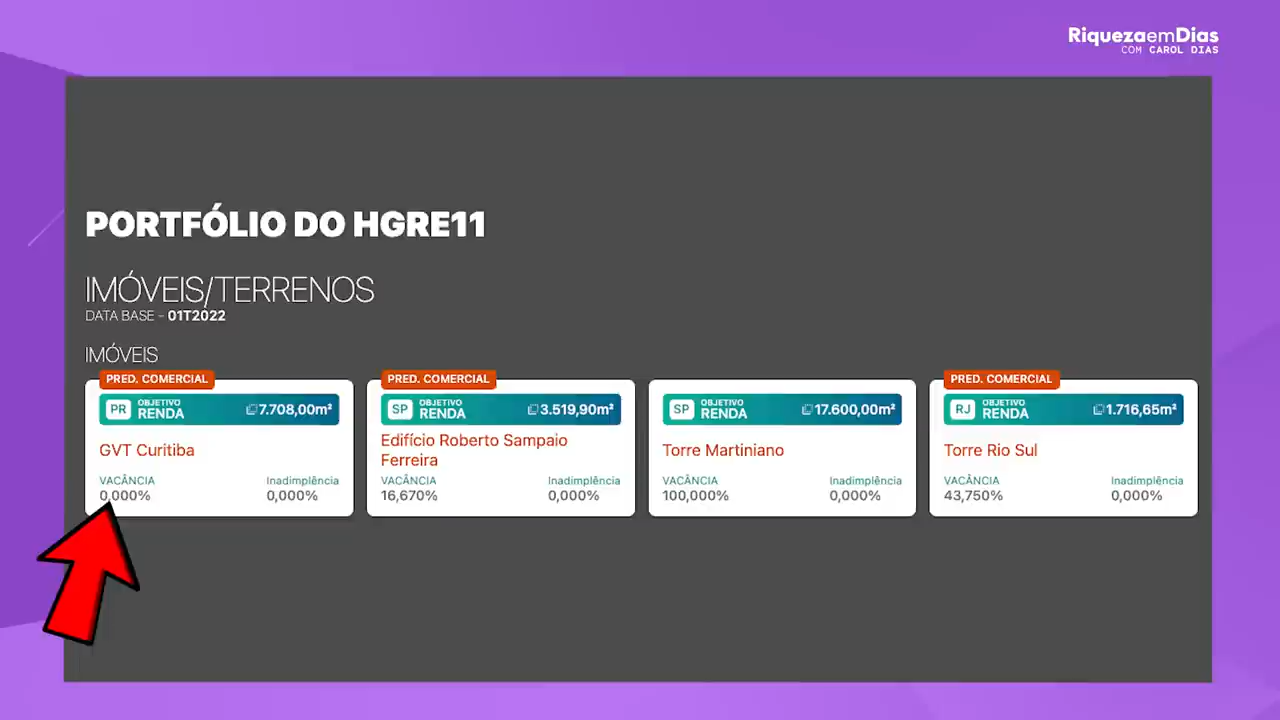 RiquezaemDias
COM CAROL DIAS
PORTFÓLIO DO HGRE11
IMÓVEIS/TERRENOS
DATA BASE - 01T2022
IMÓVEIS
PRED. COMERCIAL
PR
OBJETIVO
RENDA
7.708,00m²
GVT Curitiba
VACÂNCIA
Inadimplência
0,000%
0,000%
PRED. COMERCIAL
SP
OBJETIVO
RENDA
3.519,90m²
Edifício Roberto Sampaio
Ferreira
VACÂNCIA
Inadimplência
16,670%
0,000%
SP
OBJETIVO
RENDA
17.600,00m²
Torre Martiniano
VACÂNCIA
Inadimplência
100,000%
0,000%
PRED. COMERCIAL
RJ
OBJETIVO
RENDA
1.716,65m²
Torre Rio Sul
VACÂNCIA
Inadimplência
43,750%
0,000%